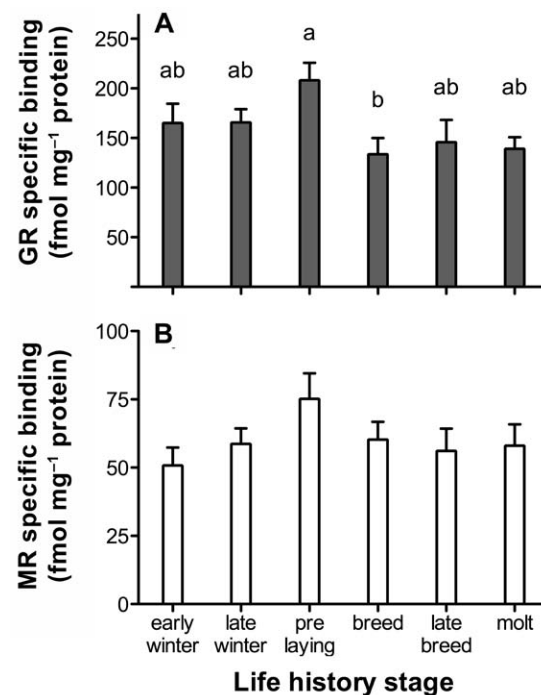 A
GR specific binding
(fmol mg⁻¹ protein)
250
200
150
100
50
ab
ab
a
b
ab
ab
B
MR specific binding
(fmol mg⁻¹ protein)
100
75
50
25
0
early
winter
late
winter
pre
laying
breed
late
breed
molt
Life history stage